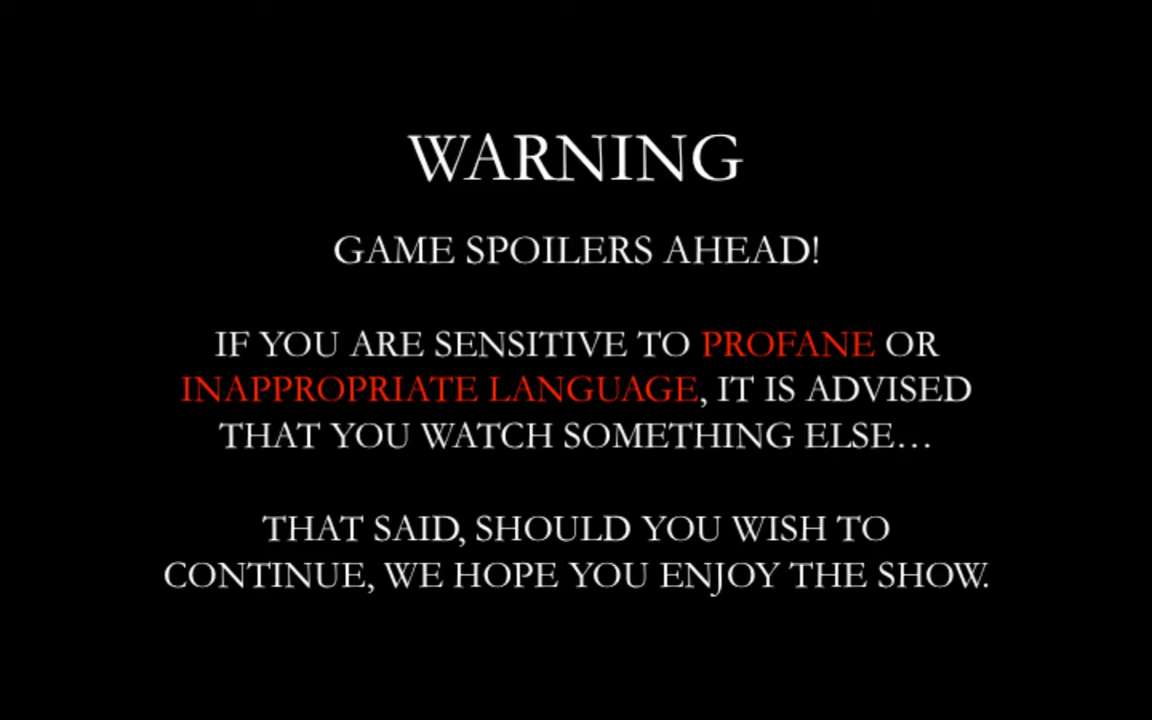 WARNING
GAME SPOILERS AHEAD!
IF YOU ARE SENSITIVE TO PROFANE OR
INAPPROPRIATE LANGUAGE, IT IS ADVISED
THAT YOU WATCH SOMETHING ELSE…
THAT SAID, SHOULD YOU WISH TO
CONTINUE, WE HOPE YOU ENJOY THE SHOW.